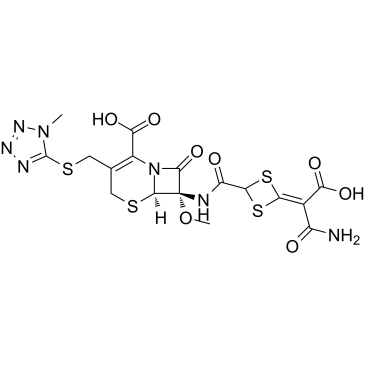 HO O
N N O
N N
N S O
S OH
S H O N H S
O
O NH2